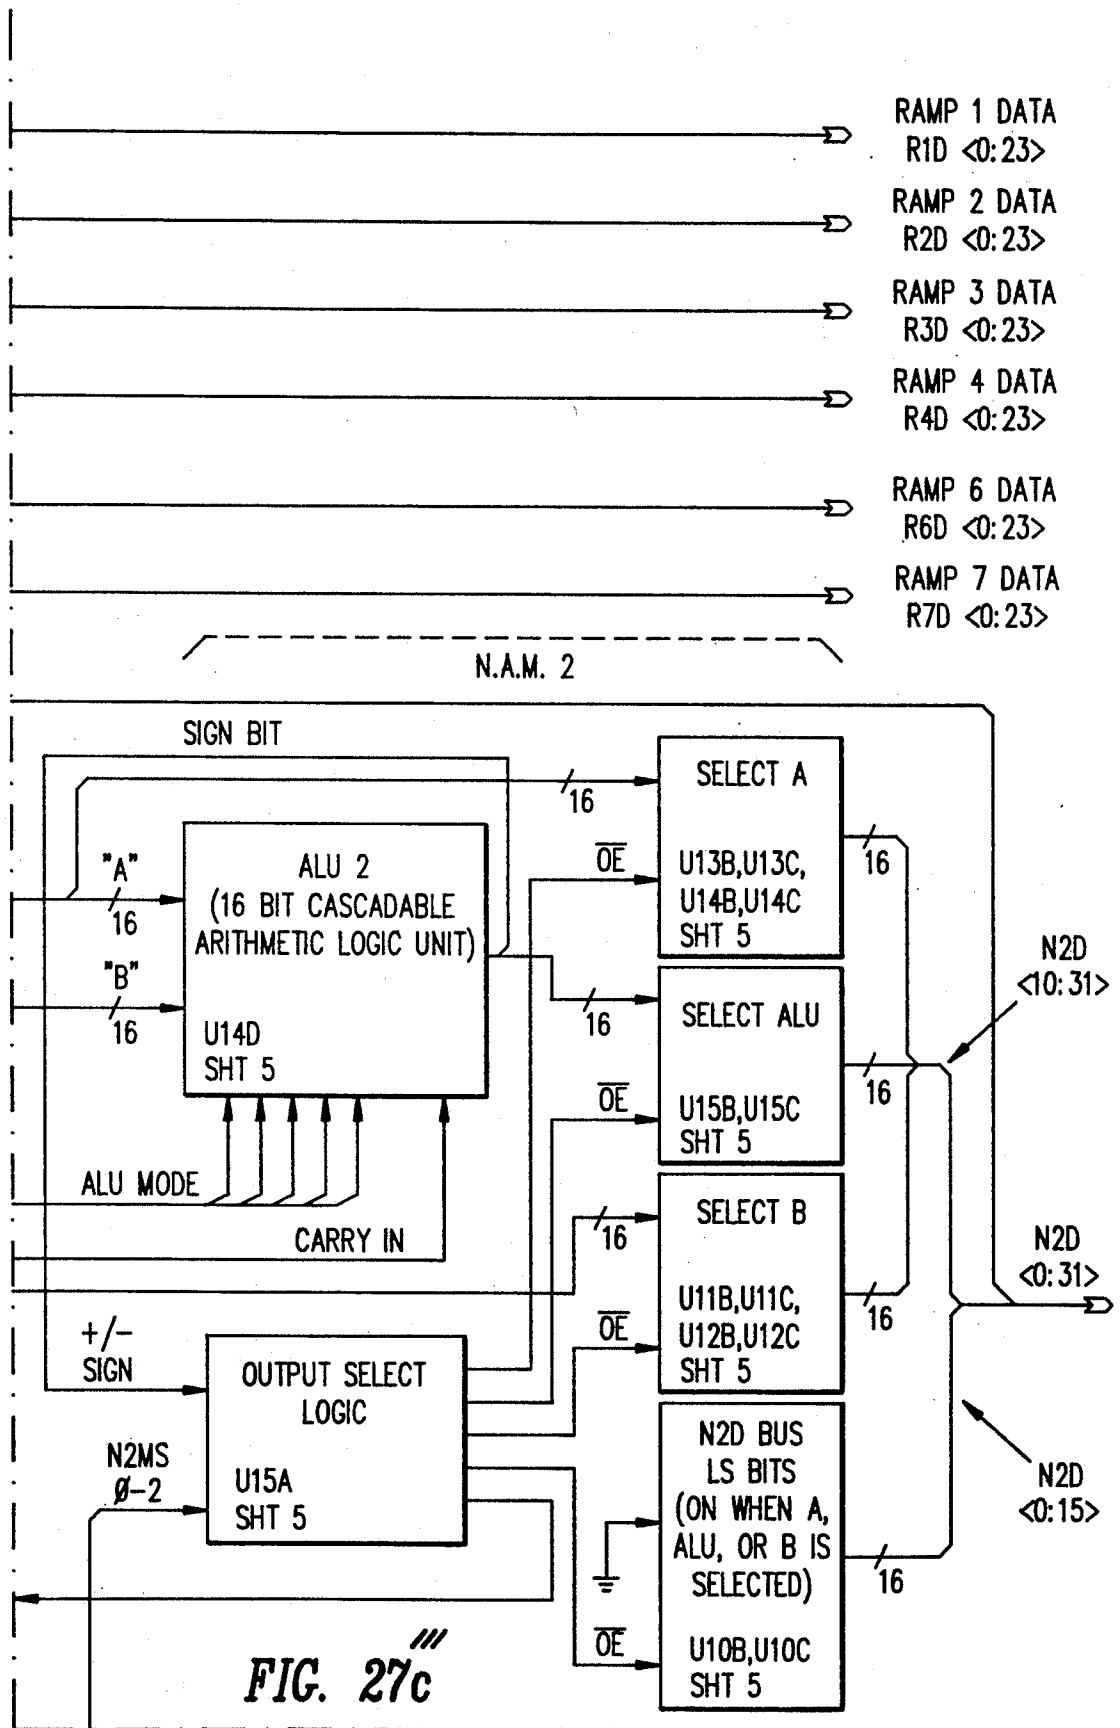 RAMP 1 DATA
R1D <0:23>
RAMP 2 DATA
R2D <0:23>
RAMP 3 DATA
R3D <0:23>
RAMP 4 DATA
R4D <0:23>
RAMP 6 DATA
R6D <0:23>
RAMP 7 DATA
R7D <0:23>
N.A.M. 2
SIGN BIT
16
SELECT A
U13B,U13C,
U14B,U14C
SHT 5
OE
16
"A"
16
"B"
16
ALU 2
(16 BIT CASCADABLE
ARITHMETIC LOGIC UNIT)
U14D
SHT 5
16
SELECT ALU
U15B,U15C
SHT 5
OE
16
N2D
<10:31>
ALU MODE
CARRY IN
16
SELECT B
U11B,U11C,
U12B,U12C
SHT 5
OE
16
N2D
<0:31>
+/-
SIGN
N2MS
Ø-2
OUTPUT SELECT
LOGIC
U15A
SHT 5
N2D BUS
LS BITS
(ON WHEN A,
ALU, OR B IS
SELECTED)
U10B,U10C
SHT 5
OE
16
N2D
<0:15>
FIG. 27c'''